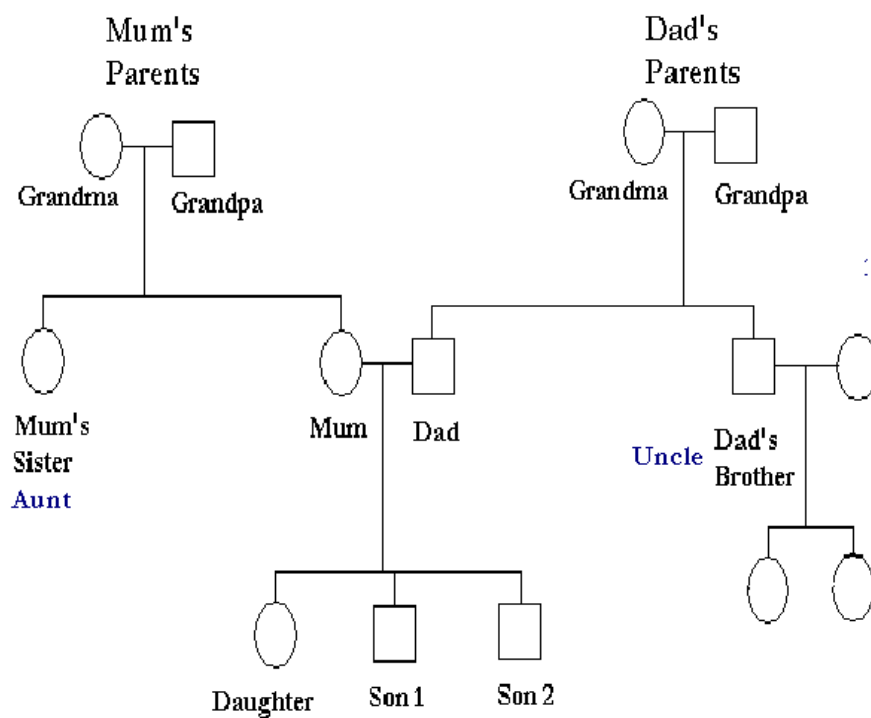 Mum's
Parents
Dad's
Parents
Grandma
Grandpa
Grandma
Grandpa
Mum's
Sister
Aunt
Mum
Dad
Uncle
Dad's
Brother
Daughter
Son 1
Son 2